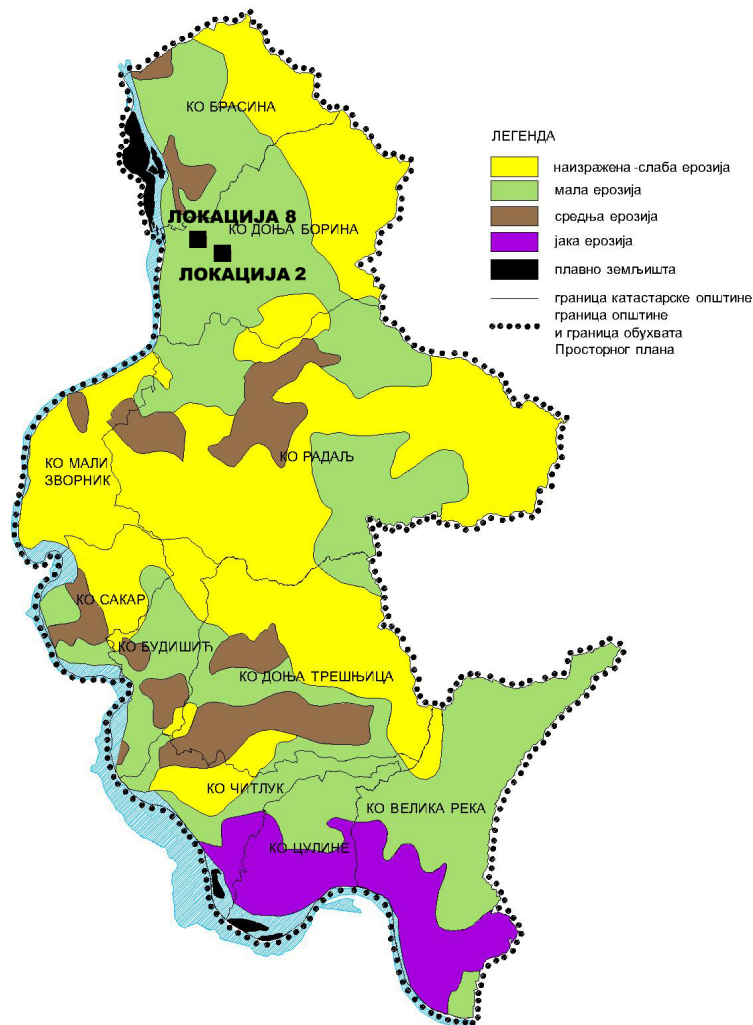 КО БРАСИНА
ЛОКАЦИЈА 8
КО ДОЊА БОРИНА
ЛОКАЦИЈА 2
КО РАДАЉ
КО МАЛИ
ЗВОРНИК
КО САКАР
КО БУДИШИЋ
КО ДОЊА ТРЕШЊИЦА
КО ЧИТЛУК
КО ВЕЛИКА РЕКА
КО ЦУЛИНЕ
ЛЕГЕНДА
наизражена-слаба ерозија
мала ерозија
средња ерозија
јака ерозија
плавно земљишта
граница катастарске општине
граница општине
и граница обухвата
Просторног плана